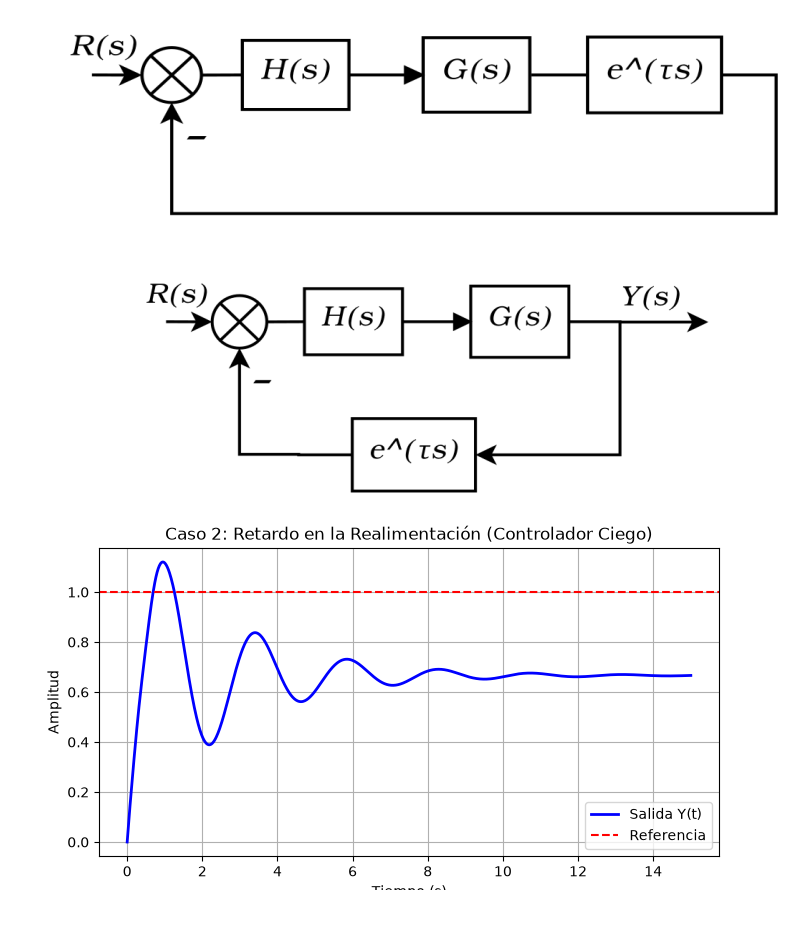 R(s)
H(s) G(s) e^(τs)
–
R(s) Y(s)
H(s) G(s)
–
e^(τs)
Caso 2: Retardo en la Realimentación (Controlador Ciego)
Amplitud
1.0
0.8
0.6
0.4
0.2
0.0
Salida Y(t)
Referencia
0 2 4 6 8 10 12 14
Tiempo (s)